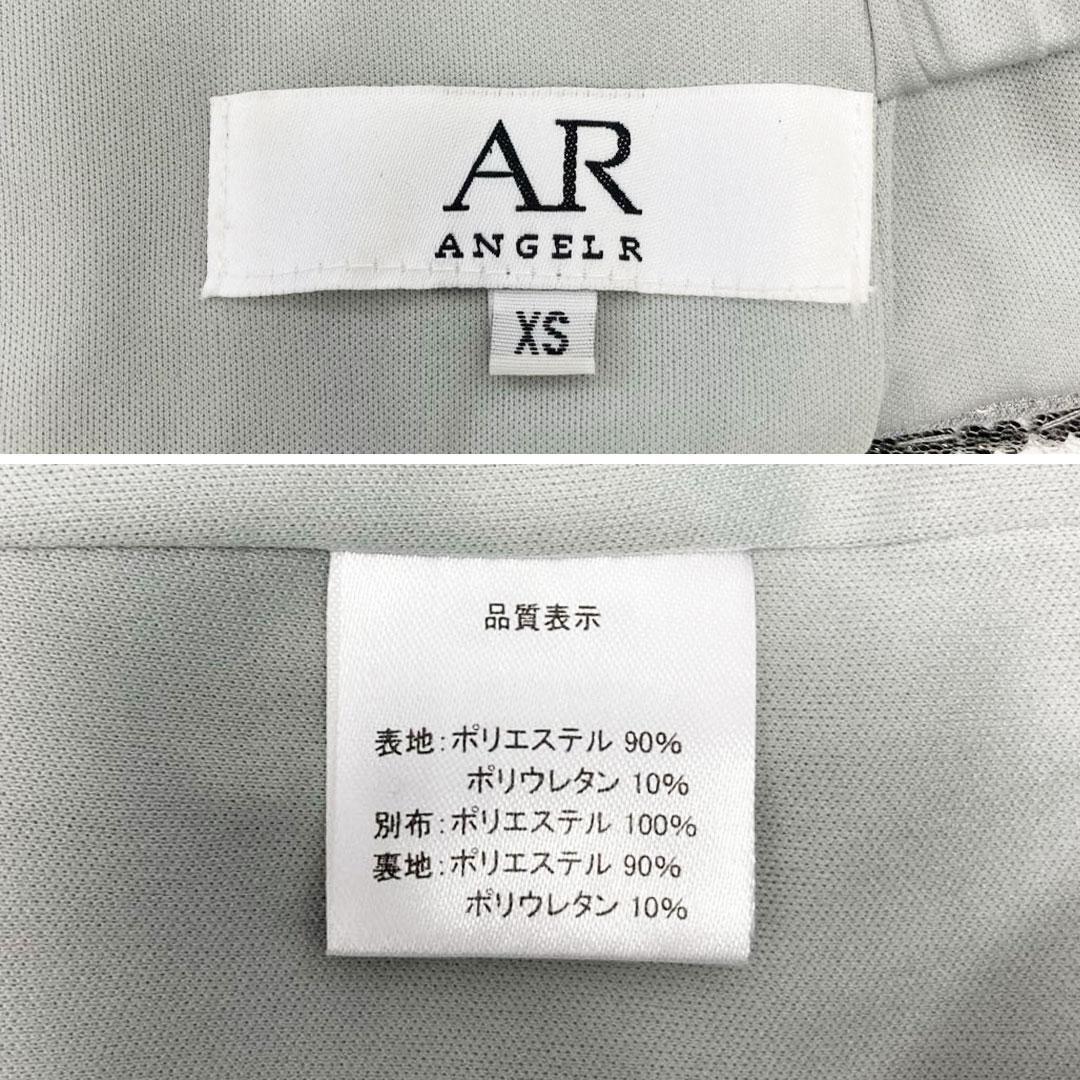 AR
ANGEL R
XS
品質表示
表地:ポリエステル 90%
ポリウレタン 10%
別布:ポリエステル 100%
裏地:ポリエステル 90%
ポリウレタン 10%